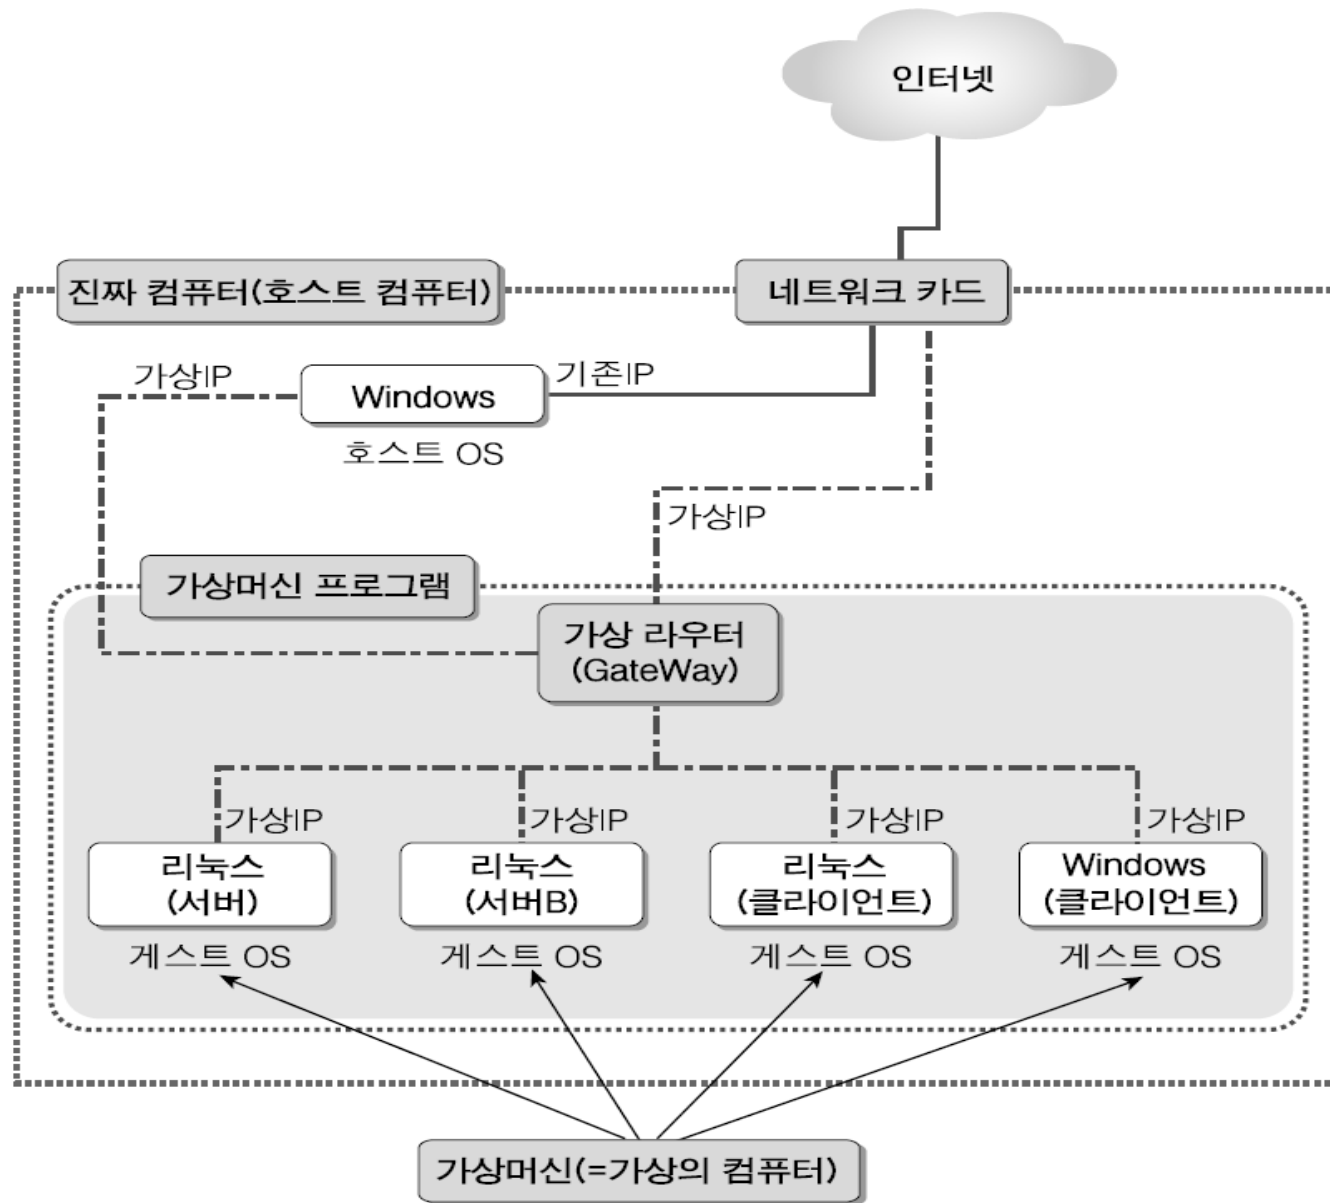 인터넷
진짜 컴퓨터(호스트 컴퓨터)
네트워크 카드
가상IP
Windows
기존IP
호스트 OS
가상IP
가상머신 프로그램
가상 라우터
(GateWay)
가상IP
가상IP
가상IP
가상IP
리눅스
(서버)
리눅스
(서버B)
리눅스
(클라이언트)
Windows
(클라이언트)
게스트 OS
게스트 OS
게스트 OS
게스트 OS
가상머신(=가상의 컴퓨터)